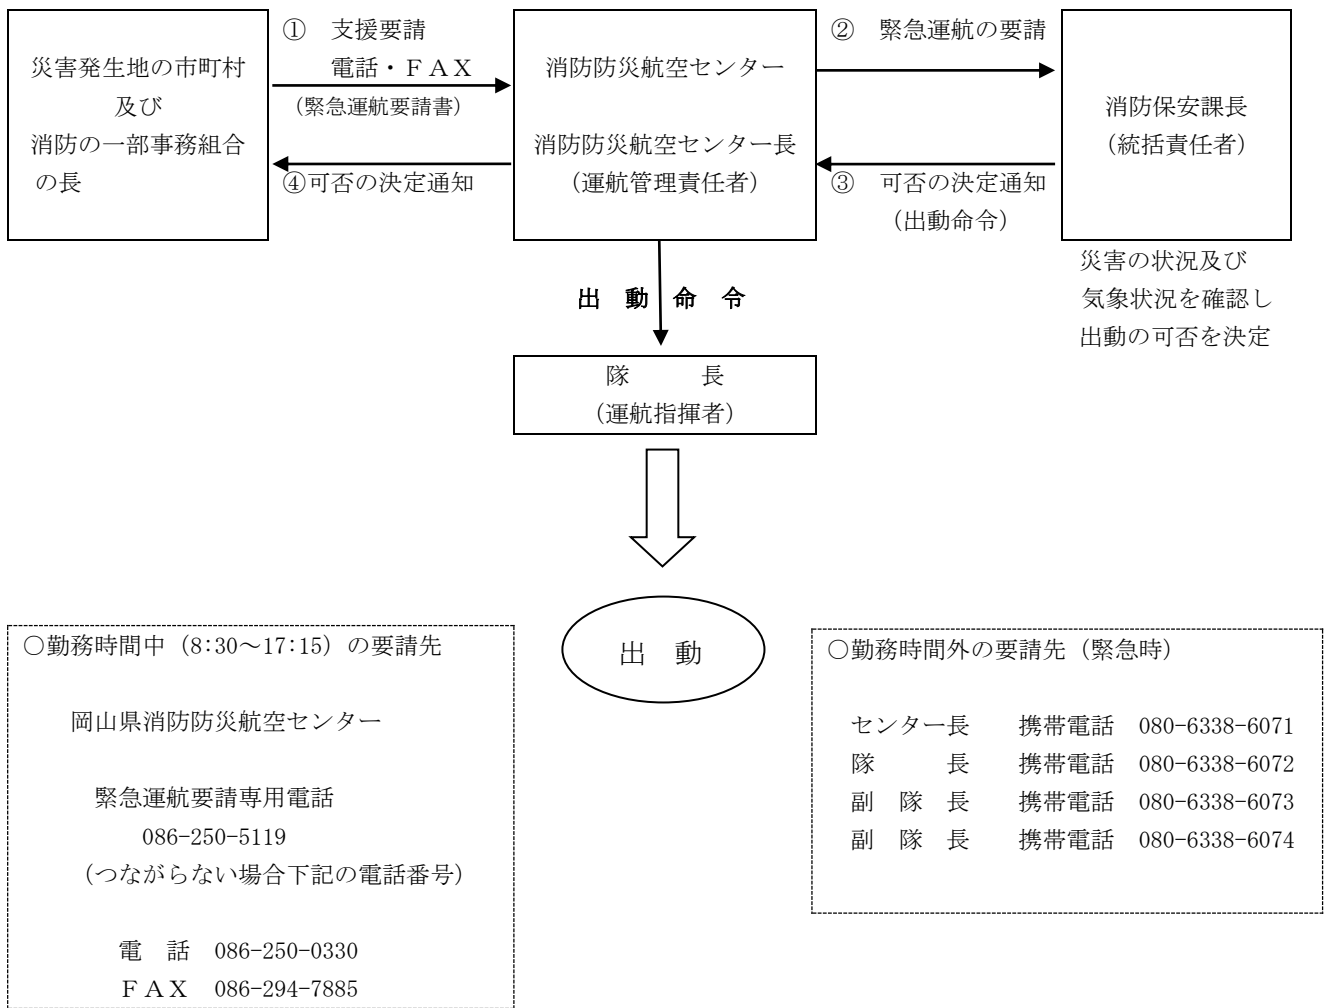 災害発生地の市町村
及び
消防の一部事務組合
の長
① 支援要請
電話・ＦＡＸ
（緊急運航要請書）
④可否の決定通知
消防防災航空センター
消防防災航空センター長
（運航管理責任者）
② 緊急運航の要請
③ 可否の決定通知
（出動命令）
消防保安課長
（統括責任者）
災害の状況及び
気象状況を確認し
出動の可否を決定
出 動 命 令
隊 長
（運航指揮者）
出 動
○勤務時間中（8:30～17:15）の要請先
岡山県消防防災航空センター
緊急運航要請専用電話
086-250-5119
（つながらない場合下記の電話番号）
電 話 086-250-0330
ＦＡＸ 086-294-7885
○勤務時間外の要請先（緊急時）
センター長 携帯電話 080-6338-6071
隊 長 携帯電話 080-6338-6072
副 隊 長 携帯電話 080-6338-6073
副 隊 長 携帯電話 080-6338-6074